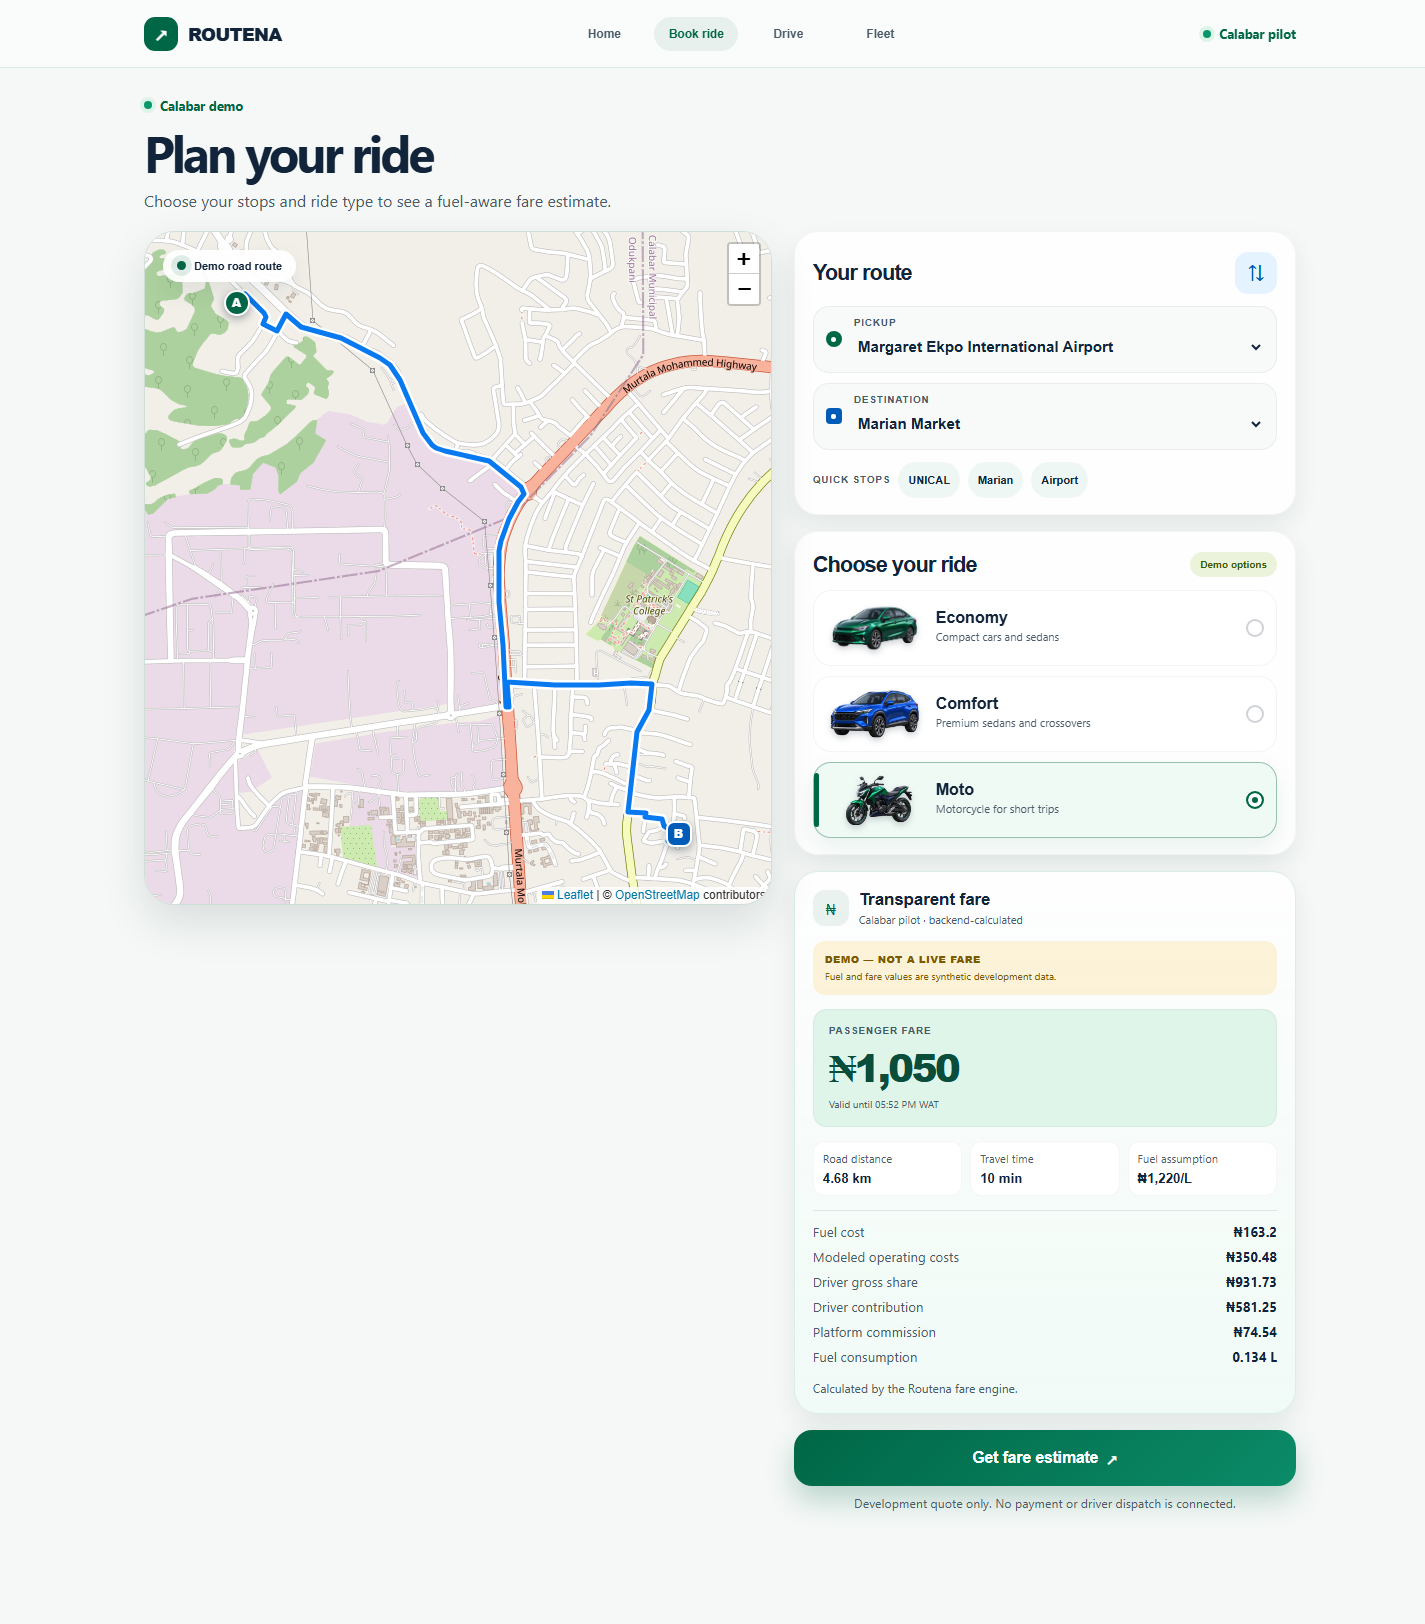 ROUTENA
Home
Book ride
Drive
Fleet
Calabar pilot
Calabar demo
Plan your ride
Choose your stops and ride type to see a fuel-aware fare estimate.
Demo road route
A
+
−
Odukpani
Calabar Municipal
Murtala Mohammed Highway
St Patrick's
College
B
Murtala Mo
Leaflet | © OpenStreetMap contributors
Your route
PICKUP
Margaret Ekpo International Airport
DESTINATION
Marian Market
QUICK STOPS
UNICAL
Marian
Airport
Choose your ride
Demo options
Economy
Compact cars and sedans
Comfort
Premium sedans and crossovers
Moto
Motorcycle for short trips
₦
Transparent fare
Calabar pilot · backend-calculated
DEMO — NOT A LIVE FARE
Fuel and fare values are synthetic development data.
PASSENGER FARE
₦1,050
Valid until 05:52 PM WAT
Road distance
4.68 km
Travel time
10 min
Fuel assumption
₦1,220/L
Fuel cost ₦163.2
Modeled operating costs ₦350.48
Driver gross share ₦931.73
Driver contribution ₦581.25
Platform commission ₦74.54
Fuel consumption 0.134 L
Calculated by the Routena fare engine.
Get fare estimate ↗
Development quote only. No payment or driver dispatch is connected.